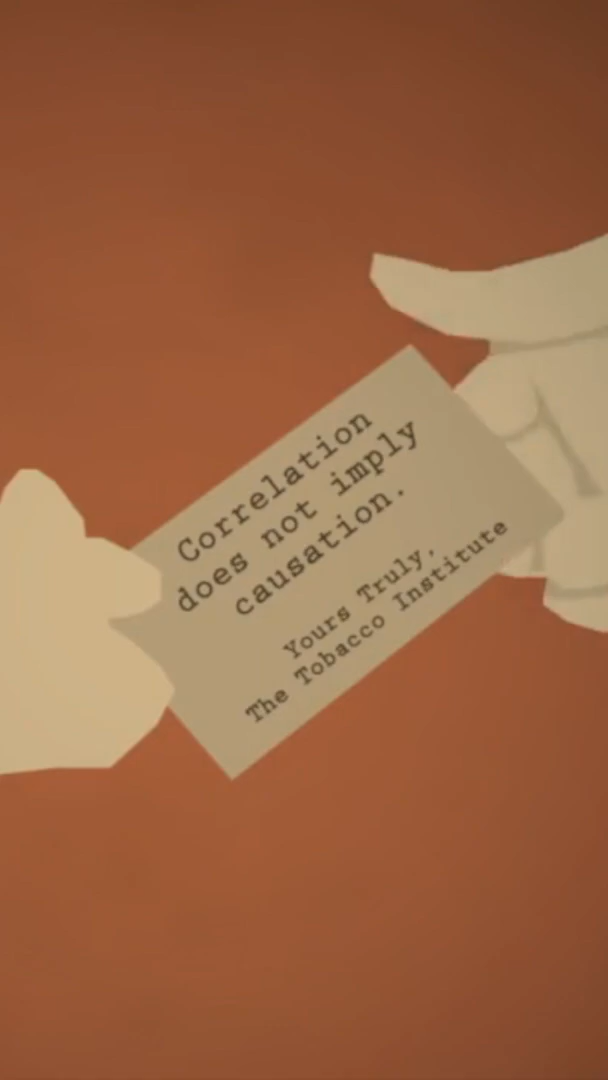 Correlation
does not imply
causation.
Yours Truly,
The Tobacco Institute